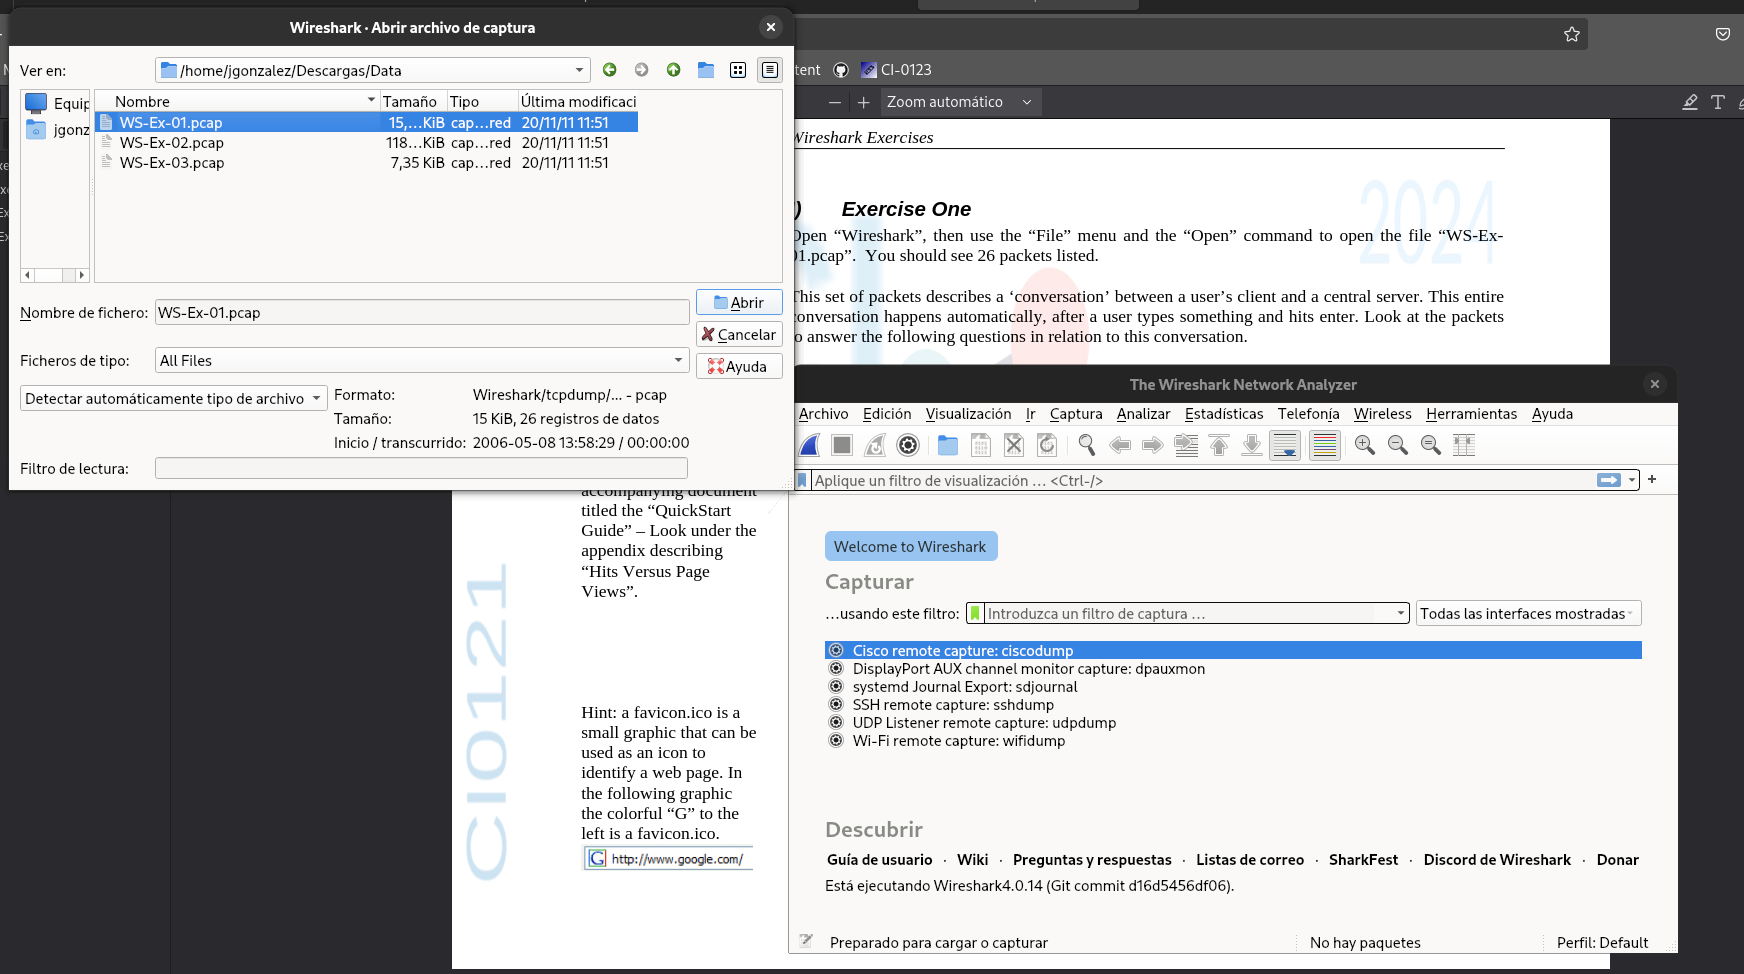 Wireshark · Abrir archivo de captura
Ver en:
/home/jgonzalez/Descargas/Data
Equip
jgonz
Nombre Tamaño Tipo Última modificaci
WS-Ex-01.pcap 15,...KiB cap...red 20/11/11 11:51
WS-Ex-02.pcap 118...KiB cap...red 20/11/11 11:51
WS-Ex-03.pcap 7,35 KiB cap...red 20/11/11 11:51
Nombre de fichero: WS-Ex-01.pcap
Abrir
Cancelar
Ficheros de tipo: All Files
Ayuda
Detectar automáticamente tipo de archivo
Formato: Wireshark/tcpdump/... - pcap
Tamaño: 15 KiB, 26 registros de datos
Inicio / transcurrido: 2006-05-08 13:58:29 / 00:00:00
Filtro de lectura:
tent CI-0123
Zoom automático
Wireshark Exercises
2024
) Exercise One
Open “Wireshark”, then use the “File” menu and the “Open” command to open the file “WS-Ex-
01.pcap”. You should see 26 packets listed.
This set of packets describes a ‘conversation’ between a user’s client and a central server. This entire
conversation happens automatically, after a user types something and hits enter. Look at the packets
to answer the following questions in relation to this conversation.
accompanying document
titled the “QuickStart
Guide” – Look under the
appendix describing
“Hits Versus Page
Views”.
CI0121
Hint: a favicon.ico is a
small graphic that can be
used as an icon to
identify a web page. In
the following graphic
the colorful “G” to the
left is a favicon.ico.
G http://www.google.com/
The Wireshark Network Analyzer
Archivo Edición Visualización Ir Captura Analizar Estadísticas Telefonía Wireless Herramientas Ayuda
Aplique un filtro de visualización ... <Ctrl-/>
Welcome to Wireshark
Capturar
...usando este filtro: Introduzca un filtro de captura ... Todas las interfaces mostradas
Cisco remote capture: ciscodump
DisplayPort AUX channel monitor capture: dpauxmon
systemd Journal Export: sdjournal
SSH remote capture: sshdump
UDP Listener remote capture: udpdump
Wi-Fi remote capture: wifidump
Descubrir
Guía de usuario · Wiki · Preguntas y respuestas · Listas de correo · SharkFest · Discord de Wireshark · Donar
Está ejecutando Wireshark4.0.14 (Git commit d16d5456df06).
Preparado para cargar o capturar No hay paquetes Perfil: Default